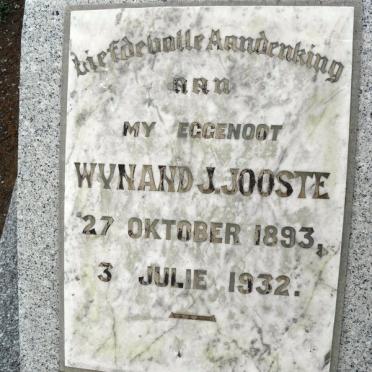 Liefdevolle Aandenking
aan
MY EGGENOOT
WYNAND J. JOOSTE
27 OKTOBER 1893,
3 JULIE 1932.